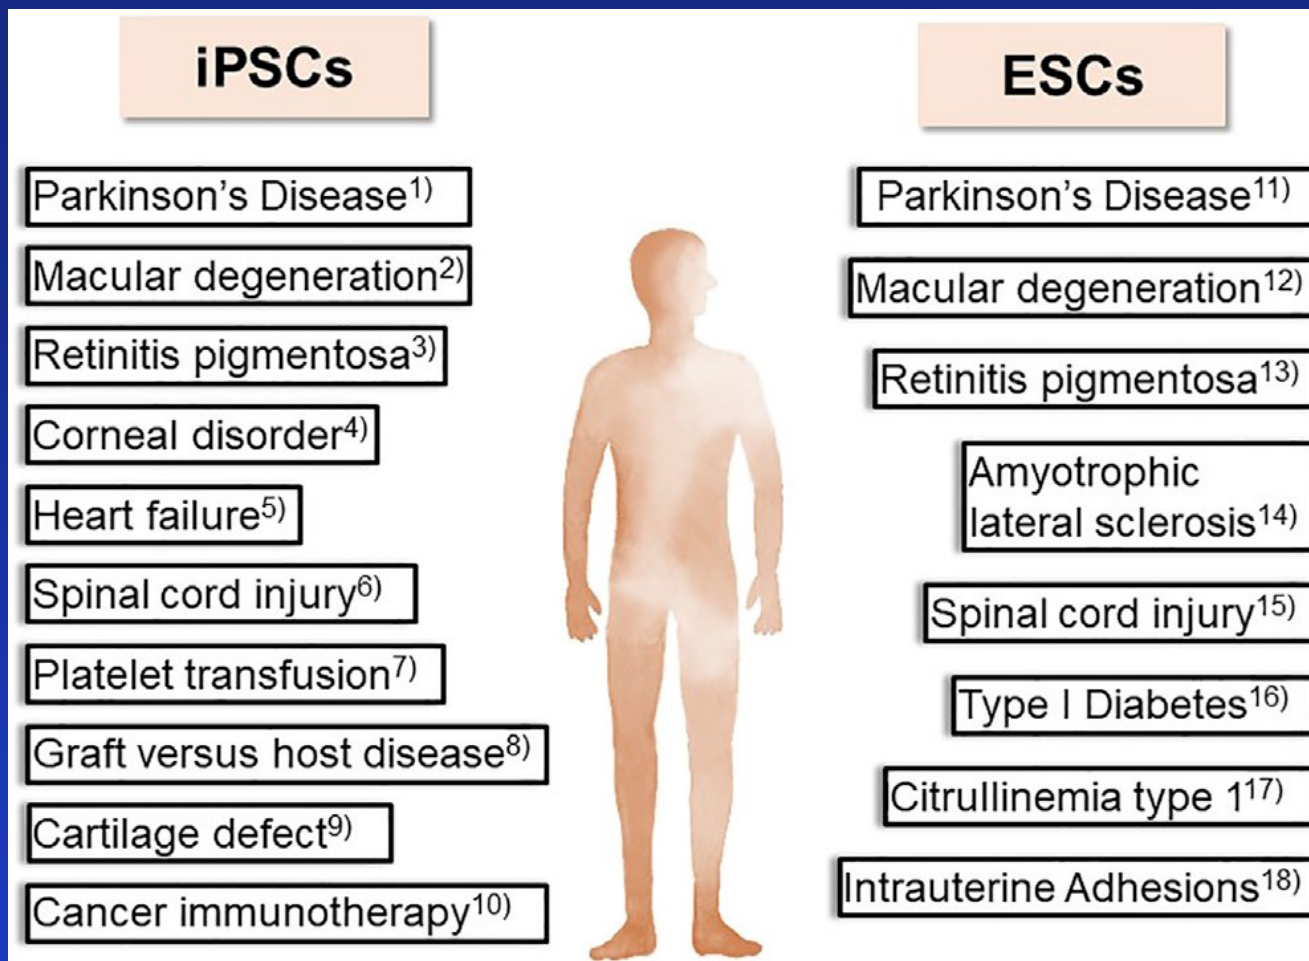 iPSCs
Parkinson's Disease1)
Macular degeneration2)
Retinitis pigmentosa3)
Corneal disorder4)
Heart failure5)
Spinal cord injury6)
Platelet transfusion7)
Graft versus host disease8)
Cartilage defect9)
Cancer immunotherapy10)
ESCs
Parkinson's Disease11)
Macular degeneration12)
Retinitis pigmentosa13)
Amyotrophic
lateral sclerosis14)
Spinal cord injury15)
Type I Diabetes16)
Citrullinemia type 117)
Intrauterine Adhesions18)